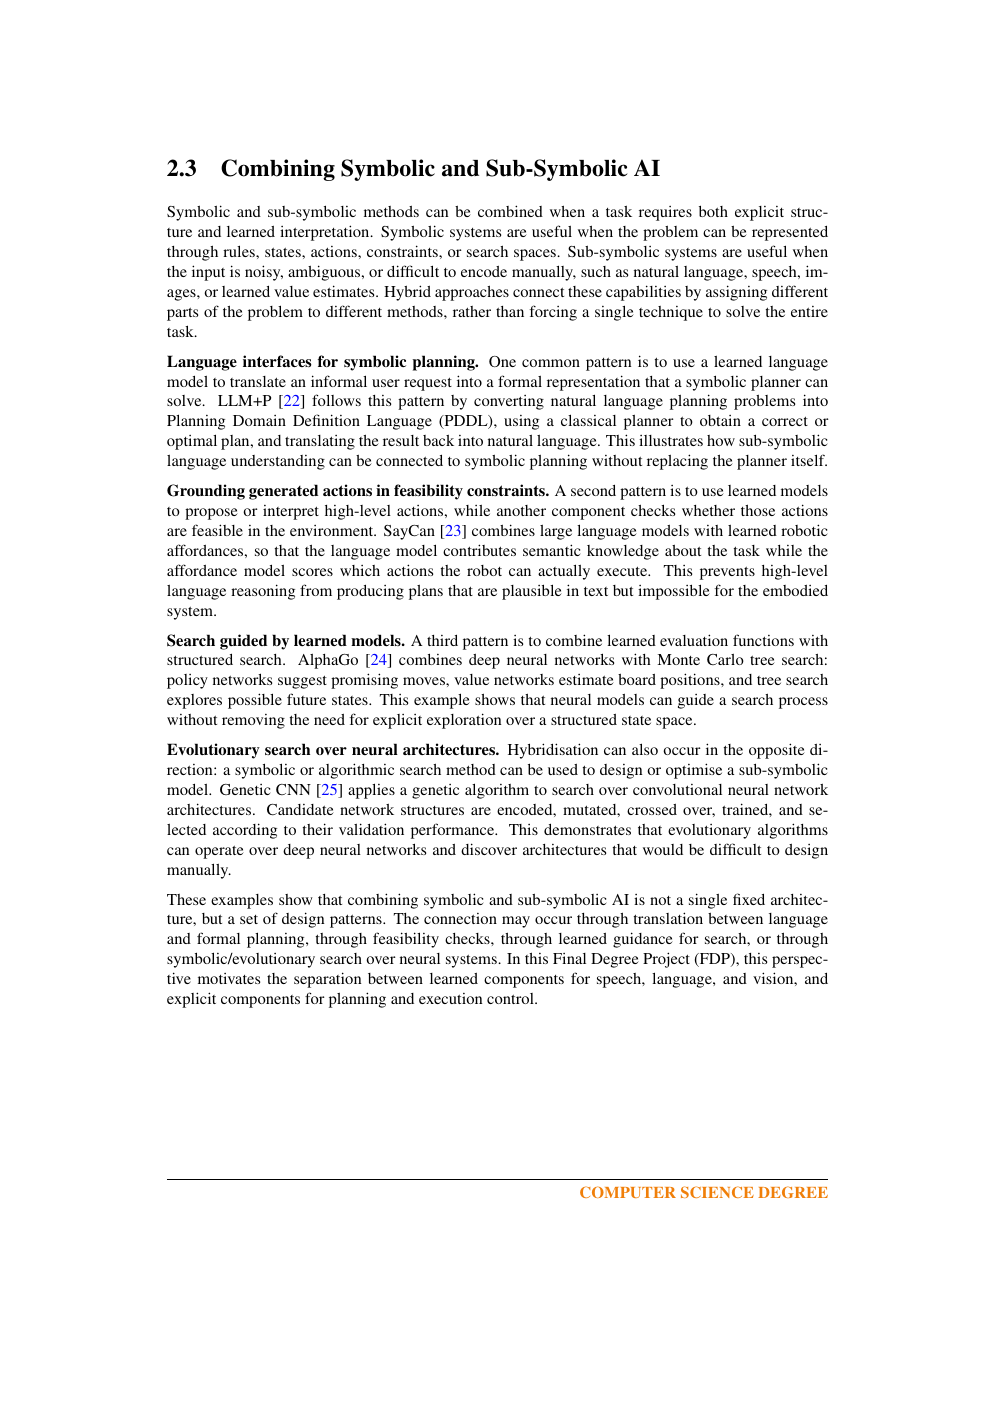 2.3 Combining Symbolic and Sub-Symbolic AI
Symbolic and sub-symbolic methods can be combined when a task requires both explicit struc-
ture and learned interpretation. Symbolic systems are useful when the problem can be represented
through rules, states, actions, constraints, or search spaces. Sub-symbolic systems are useful when
the input is noisy, ambiguous, or difficult to encode manually, such as natural language, speech, im-
ages, or learned value estimates. Hybrid approaches connect these capabilities by assigning different
parts of the problem to different methods, rather than forcing a single technique to solve the entire
task.
Language interfaces for symbolic planning. One common pattern is to use a learned language
model to translate an informal user request into a formal representation that a symbolic planner can
solve. LLM+P [22] follows this pattern by converting natural language planning problems into
Planning Domain Definition Language (PDDL), using a classical planner to obtain a correct or
optimal plan, and translating the result back into natural language. This illustrates how sub-symbolic
language understanding can be connected to symbolic planning without replacing the planner itself.
Grounding generated actions in feasibility constraints. A second pattern is to use learned models
to propose or interpret high-level actions, while another component checks whether those actions
are feasible in the environment. SayCan [23] combines large language models with learned robotic
affordances, so that the language model contributes semantic knowledge about the task while the
affordance model scores which actions the robot can actually execute. This prevents high-level
language reasoning from producing plans that are plausible in text but impossible for the embodied
system.
Search guided by learned models. A third pattern is to combine learned evaluation functions with
structured search. AlphaGo [24] combines deep neural networks with Monte Carlo tree search:
policy networks suggest promising moves, value networks estimate board positions, and tree search
explores possible future states. This example shows that neural models can guide a search process
without removing the need for explicit exploration over a structured state space.
Evolutionary search over neural architectures. Hybridisation can also occur in the opposite di-
rection: a symbolic or algorithmic search method can be used to design or optimise a sub-symbolic
model. Genetic CNN [25] applies a genetic algorithm to search over convolutional neural network
architectures. Candidate network structures are encoded, mutated, crossed over, trained, and se-
lected according to their validation performance. This demonstrates that evolutionary algorithms
can operate over deep neural networks and discover architectures that would be difficult to design
manually.
These examples show that combining symbolic and sub-symbolic AI is not a single fixed architec-
ture, but a set of design patterns. The connection may occur through translation between language
and formal planning, through feasibility checks, through learned guidance for search, or through
symbolic/evolutionary search over neural systems. In this Final Degree Project (FDP), this perspec-
tive motivates the separation between learned components for speech, language, and vision, and
explicit components for planning and execution control.
COMPUTER SCIENCE DEGREE